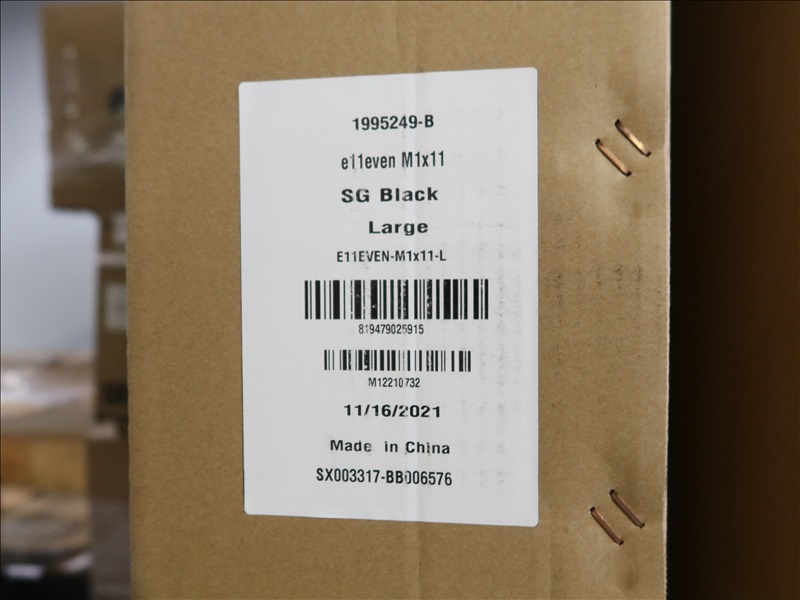 1995249-B
e11even M1x11
SG Black
Large
E11EVEN-M1x11-L
819479025915
M12210732
11/16/2021
Made in China
SX003317-BB006576